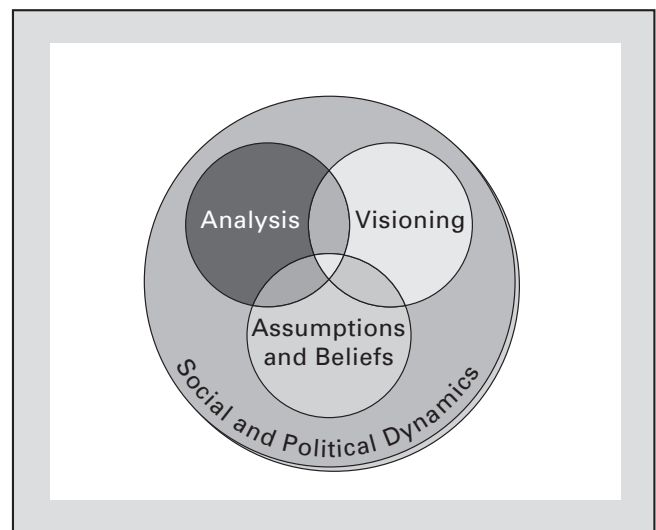 Analysis
Visioning
Assumptions
and Beliefs
Social and Political Dynamics